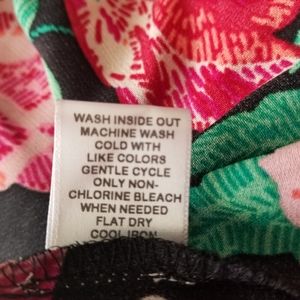 WASH INSIDE OUT
MACHINE WASH
COLD WITH
LIKE COLORS
GENTLE CYCLE
ONLY NON-
CHLORINE BLEACH
WHEN NEEDED
FLAT DRY
COOL IRON